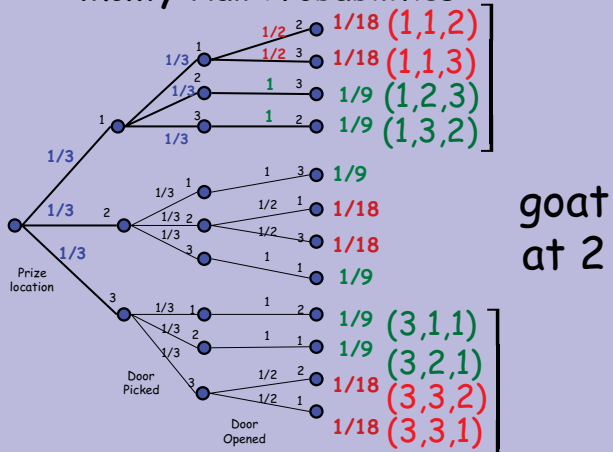 Monty Hall Probabilities
1/2 2 1/18 (1,1,2)
1 1/2 3 1/18 (1,1,3)
1/3
2 1 3 1/9 (1,2,3)
1/3
1 3 1 2 1/9 (1,3,2)
1/3
1/3
1 1 3 1/9
1/3
1/3 2 1/3 2 1/2 1 1/18
1/3 1/2 3 1/18
3 1 1 1/9
1/3
goat
at 2
Prize
location
3 1/3 1 1 2 1/9 (3,1,1)
1/3 2 1 1 1/9 (3,2,1)
1/3
Door
Picked
3 1/2 2 1/18 (3,3,2)
1/2 1 1/18 (3,3,1)
Door
Opened